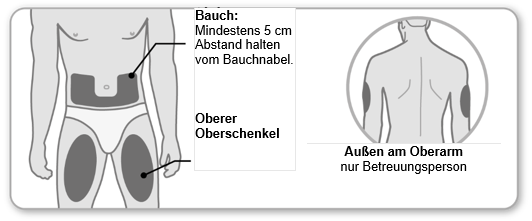 Bauch:
Mindestens 5 cm
Abstand halten
vom Bauchnabel.
Oberer
Oberschenkel
Außen am Oberarm
nur Betreuungsperson